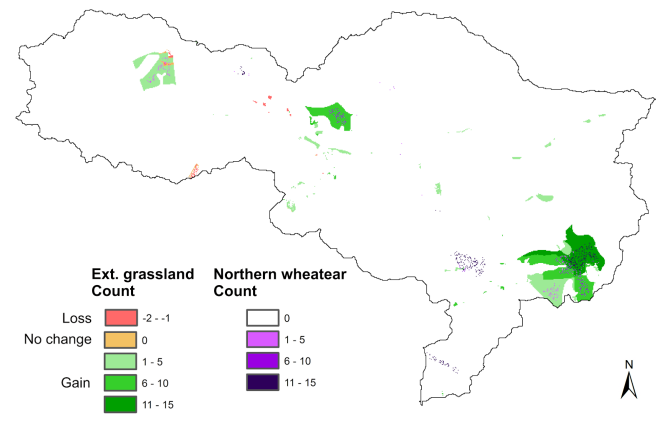 Ext. grassland
Count
Loss -2 - -1
No change 0
1 - 5
Gain 6 - 10
11 - 15
Northern wheatear
Count
0
1 - 5
6 - 10
11 - 15
N